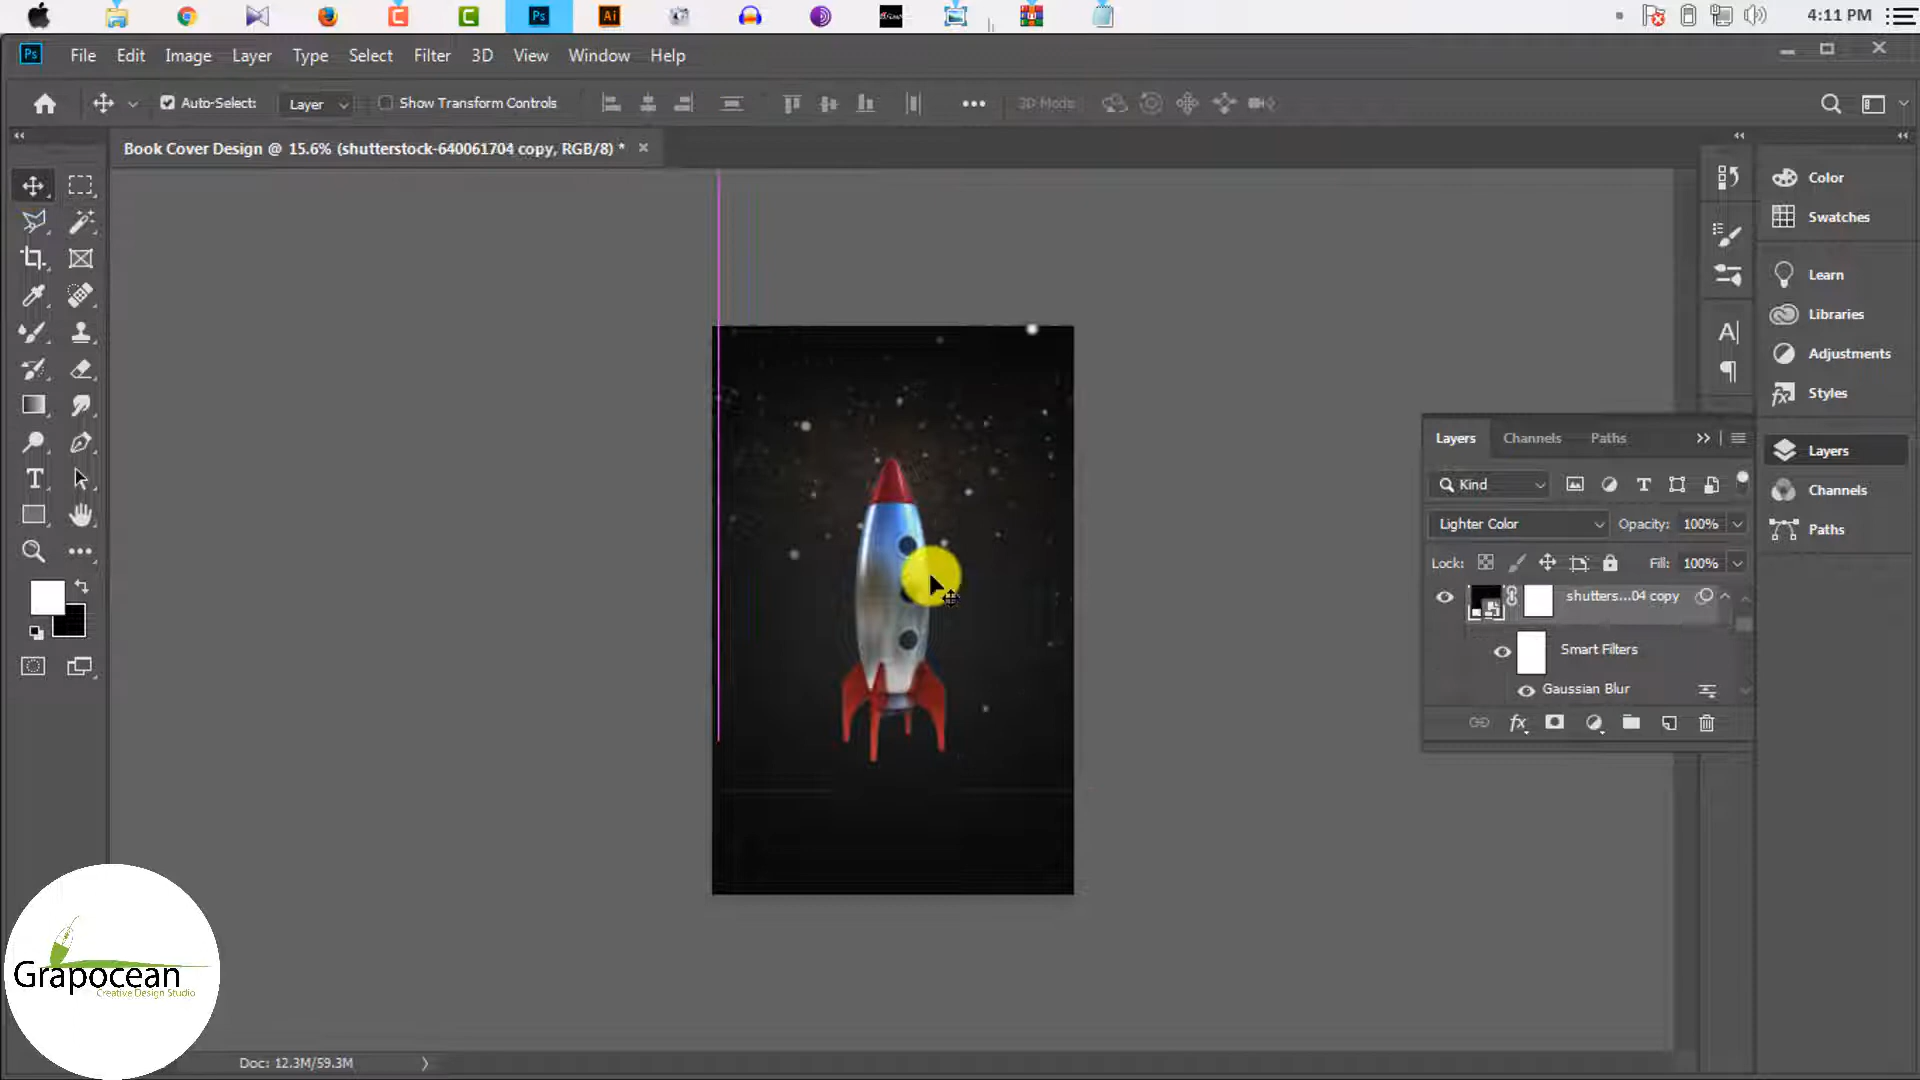 Ps
Ai
4:11 PM
Ps
File Edit Image Layer Type Select Filter 3D View Window Help
Auto-Select: Layer Show Transform Controls 3D Mode
Book Cover Design @ 15.6% (shutterstock-640061704 copy, RGB/8) *
Color
Swatches
Learn
Libraries
Adjustments
Styles
Layers
Channels
Paths
Layers Channels Paths
Kind
Lighter Color Opacity: 100%
Lock: Fill: 100%
shutters...04 copy
Smart Filters
Gaussian Blur
Grapocean
Creative Design Studio
Doc: 12.3M/59.3M